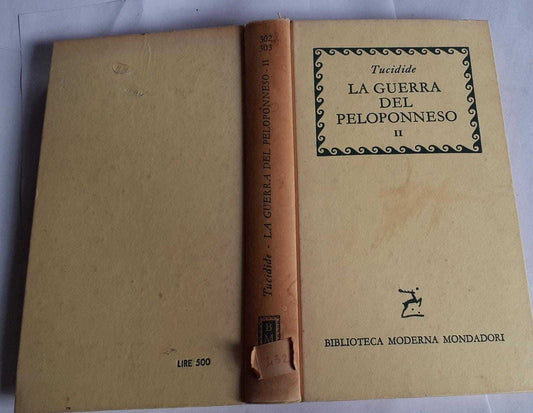 Tucidide
LA GUERRA
DEL
PELOPONNESO
II
BIBLIOTECA MODERNA MONDADORI
302
303
Tucidide - LA GUERRA DEL PELOPONNESO - II
B
M
LIRE 500